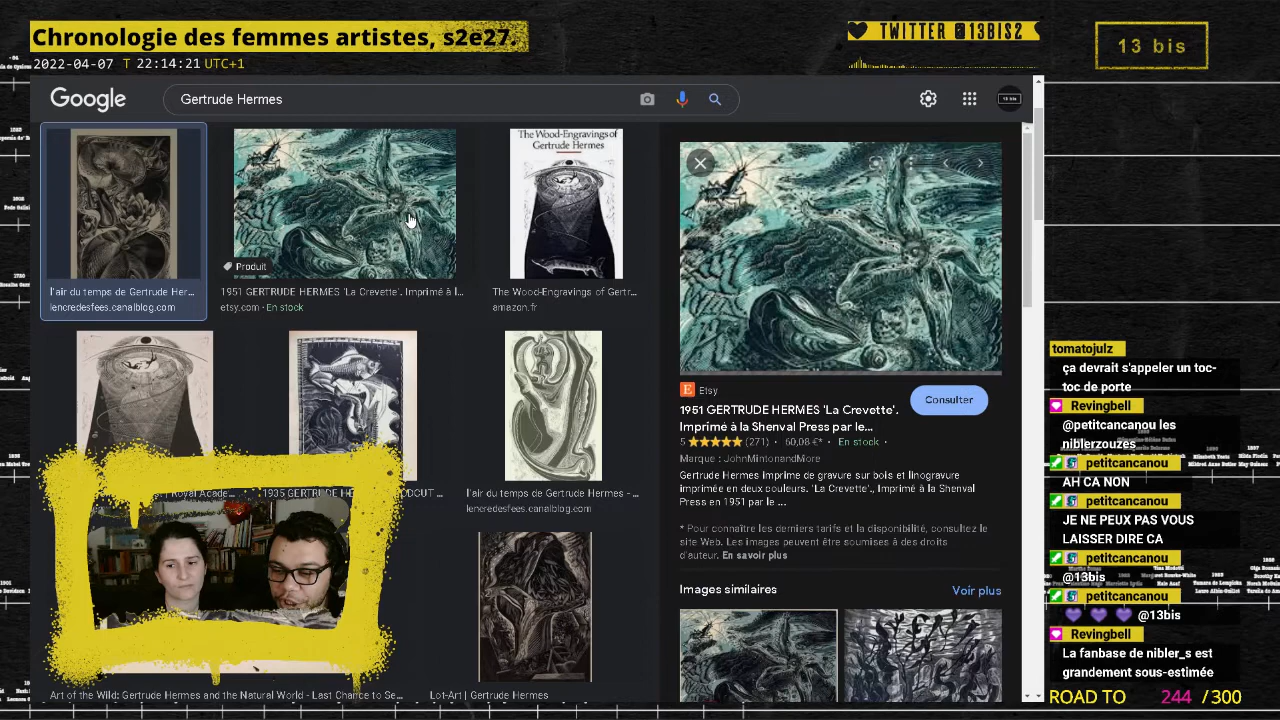 Chronologie des femmes artistes, s2e27.
2022-04-07 T 22:14:21 UTC+1
TWITTER @13BIS2
13 bis
Google
Gertrude Hermes
The Wood-Engravings of
Gertrude Hermes
Produit
l'air du temps de Gertrude Her...
lencredesfees.canalblog.com
1951 GERTRUDE HERMES 'La Crevette'. Imprimé à l...
etsy.com · En stock
The Wood-Engravings of Gertr...
amazon.fr
Royal Acade...
1935 GERTRUDE HE
ODCUT ...
l'air du temps de Gertrude Hermes - ...
lencredesfees.canalblog.com
Art of the Wild: Gertrude Hermes and the Natural World - Last Chance to Se...
Lot-Art | Gertrude Hermes
Etsy
1951 GERTRUDE HERMES 'La Crevette'.
Imprimé à la Shenval Press par le...
Consulter
5 ★★★★★ (271) · 60,08 €* · En stock ·
Marque : JohnMintonandMore
Gertrude Hermes Imprime de gravure sur bois et linogravure
imprimée en deux couleurs. 'La Crevette'., Imprimé à la Shenval
Press en 1951 par le ...
* Pour connaître les derniers tarifs et la disponibilité, consultez le
site Web. Les images peuvent être soumises à des droits
d'auteur. En savoir plus
Images similaires
Voir plus
tomatojulz
ça devrait s'appeler un toc-
toc de porte
Revingbell
@petitcancanou les
niblerzouzes
petitcancanou
AH CA NON
petitcancanou
JE NE PEUX PAS VOUS
LAISSER DIRE CA
petitcancanou
@13bis
petitcancanou
💜 💜 💜 @13bis
Revingbell
La fanbase de nibler_s est
grandement sous-estimée
ROAD TO 244 / 300